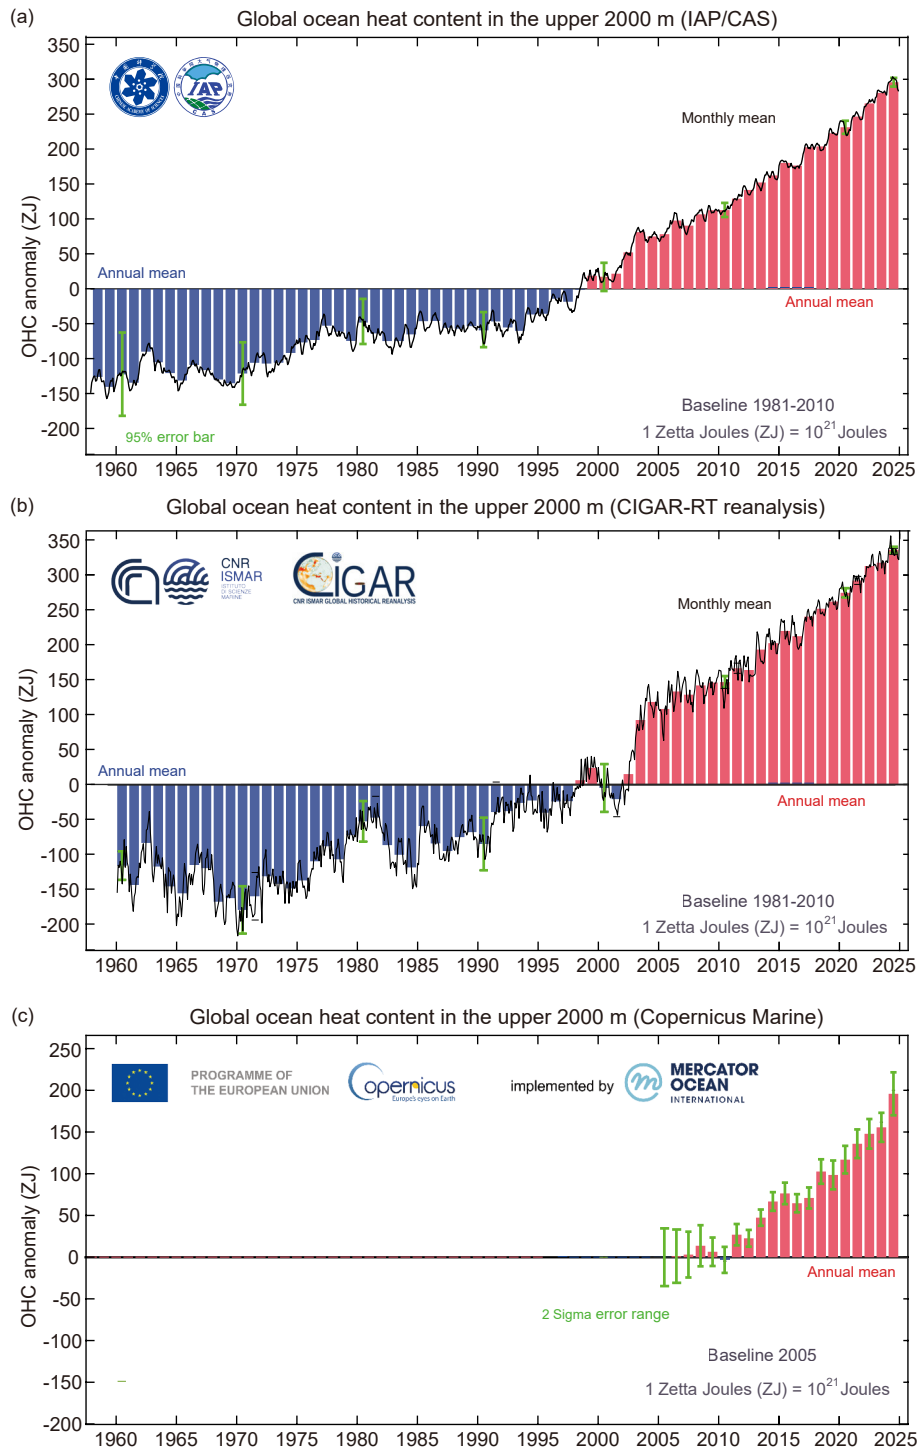 (a)
Global ocean heat content in the upper 2000 m (IAP/CAS)
350
300
250
200
150
100
50
0
-50
-100
-150
-200
OHC anomaly (ZJ)
IAP
CAS
Monthly mean
Annual mean
Annual mean
95% error bar
Baseline 1981-2010
1 Zetta Joules (ZJ) = 10²¹Joules
1960 1965 1970 1975 1980 1985 1990 1995 2000 2005 2010 2015 2020 2025
(b)
Global ocean heat content in the upper 2000 m (CIGAR-RT reanalysis)
350
300
250
200
150
100
50
0
-50
-100
-150
-200
OHC anomaly (ZJ)
CNR
ISMAR
ISTITUTO
DI SCIENZE
MARINE
CIGAR
CNR ISMAR GLOBAL HISTORICAL REANALYSIS
Monthly mean
Annual mean
Annual mean
Baseline 1981-2010
1 Zetta Joules (ZJ) = 10²¹Joules
1960 1965 1970 1975 1980 1985 1990 1995 2000 2005 2010 2015 2020 2025
(c)
Global ocean heat content in the upper 2000 m (Copernicus Marine)
250
200
150
100
50
0
-50
-100
-150
-200
OHC anomaly (ZJ)
PROGRAMME OF
THE EUROPEAN UNION
Copernicus
Europe's eyes on Earth
implemented by
MERCATOR
OCEAN
INTERNATIONAL
Annual mean
2 Sigma error range
Baseline 2005
1 Zetta Joules (ZJ) = 10²¹Joules
1960 1965 1970 1975 1980 1985 1990 1995 2000 2005 2010 2015 2020 2025